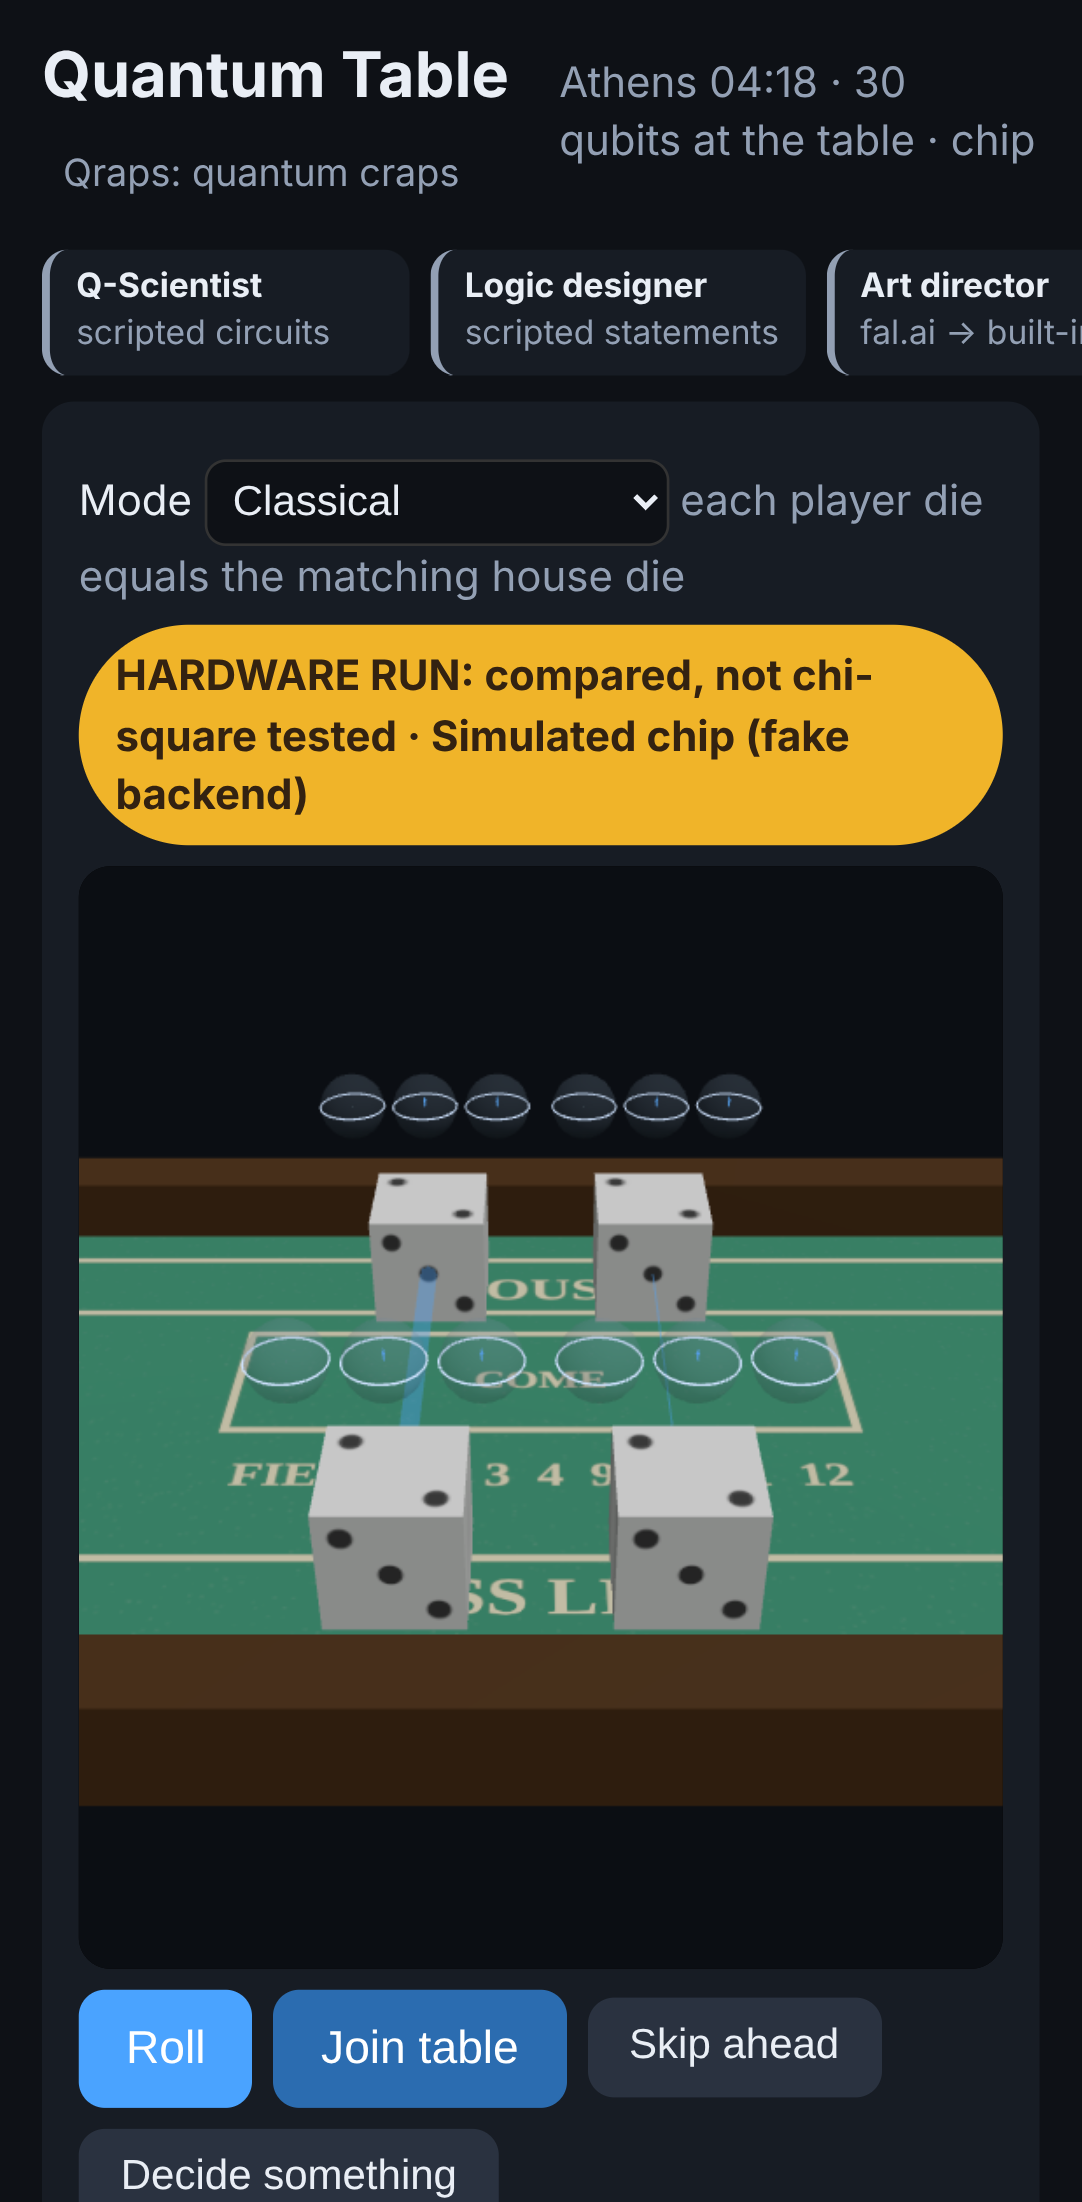 Quantum Table
Athens 04:18 · 30
qubits at the table · chip
Qraps: quantum craps
Q-Scientist
scripted circuits
Logic designer
scripted statements
Art director
fal.ai →
Mode Classical each player die
equals the matching house die
HARDWARE RUN: compared, not chi-
square tested · Simulated chip (fake
backend)
OUS
COME
FIE 3 4 9 12
SS LI
Roll
Join table
Skip ahead
Decide something